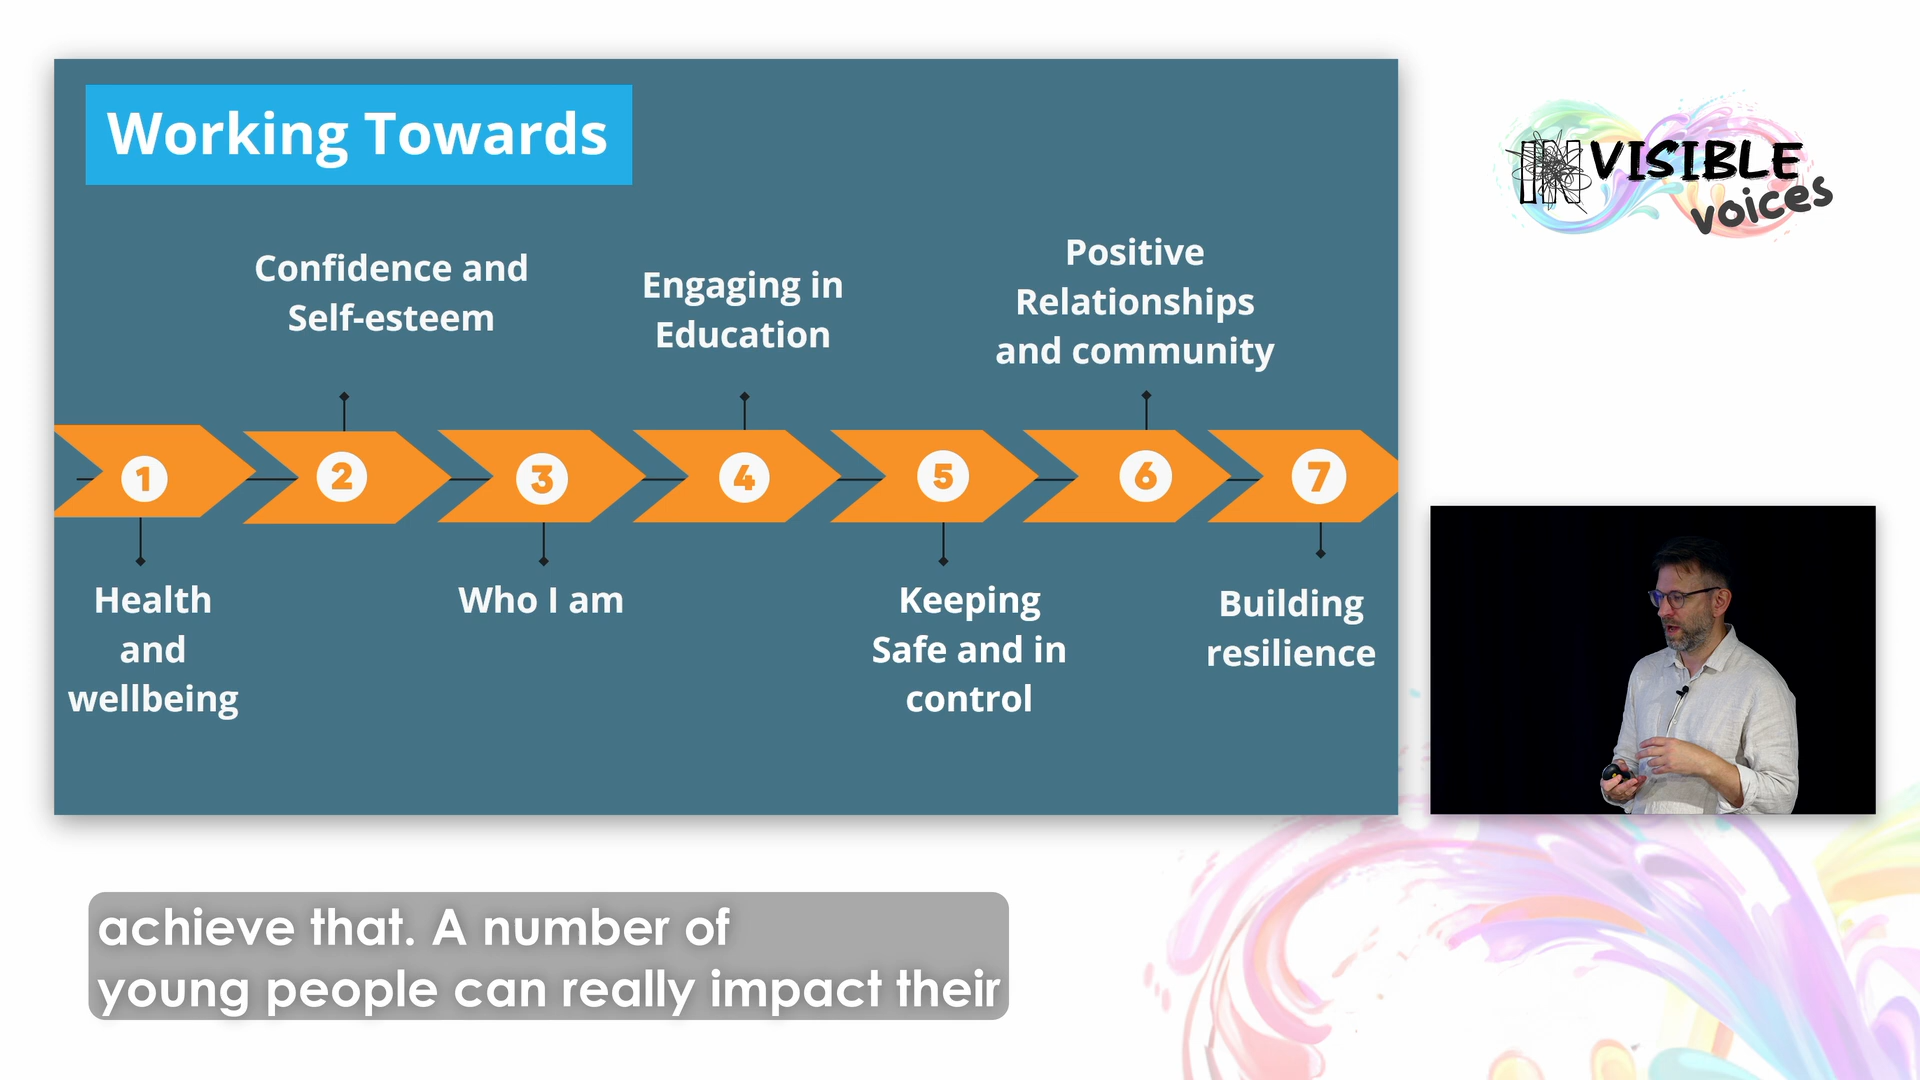 Working Towards
INVISIBLE
voices
Confidence and
Self-esteem
Engaging in
Education
Positive
Relationships
and community
1
2
3
4
5
6
7
Health
and
wellbeing
Who I am
Keeping
Safe and in
control
Building
resilience
achieve that. A number of
young people can really impact their